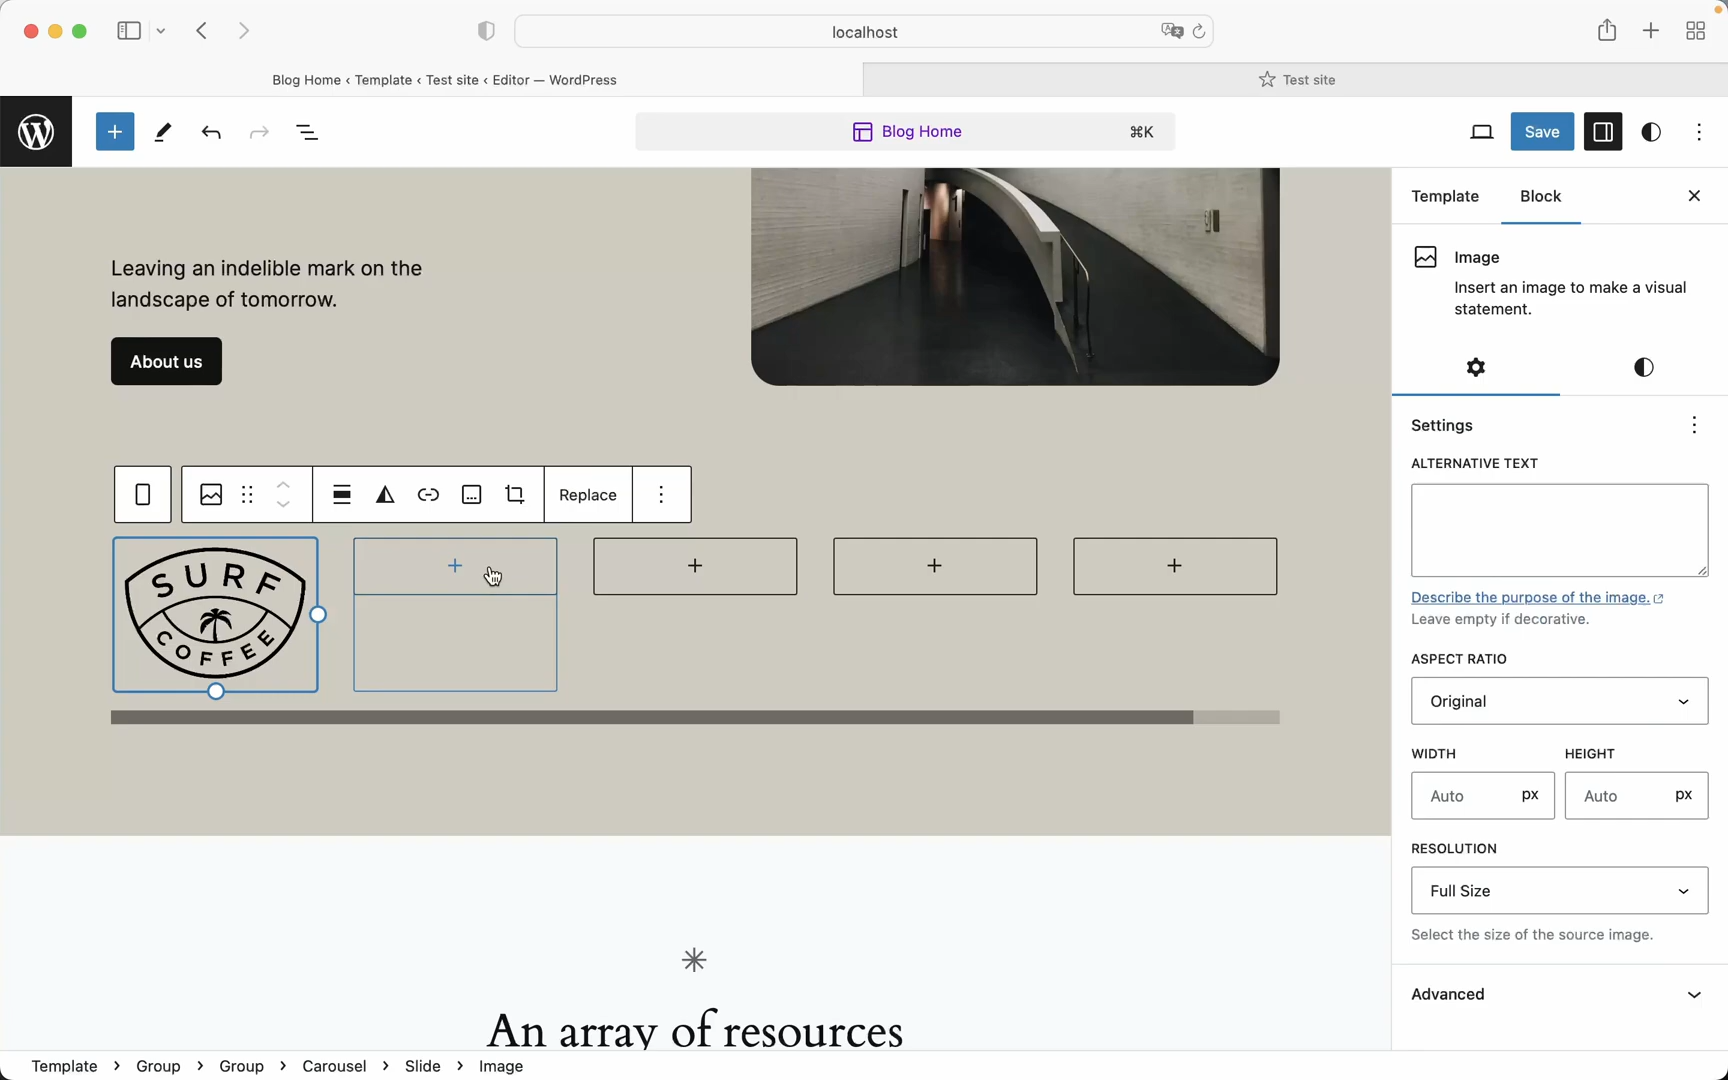 localhost
Blog Home ‹ Template ‹ Test site ‹ Editor — WordPress
Test site
Blog Home
⌘K
Save
Template
Block
Leaving an indelible mark on the
landscape of tomorrow.
About us
Image
Insert an image to make a visual
statement.
Settings
ALTERNATIVE TEXT
Replace
SURF
COFFEE
Describe the purpose of the image.
Leave empty if decorative.
ASPECT RATIO
Original
WIDTH
HEIGHT
Auto px
Auto px
RESOLUTION
Full Size
Select the size of the source image.
Advanced
An array of resources
Template › Group › Group › Carousel › Slide › Image